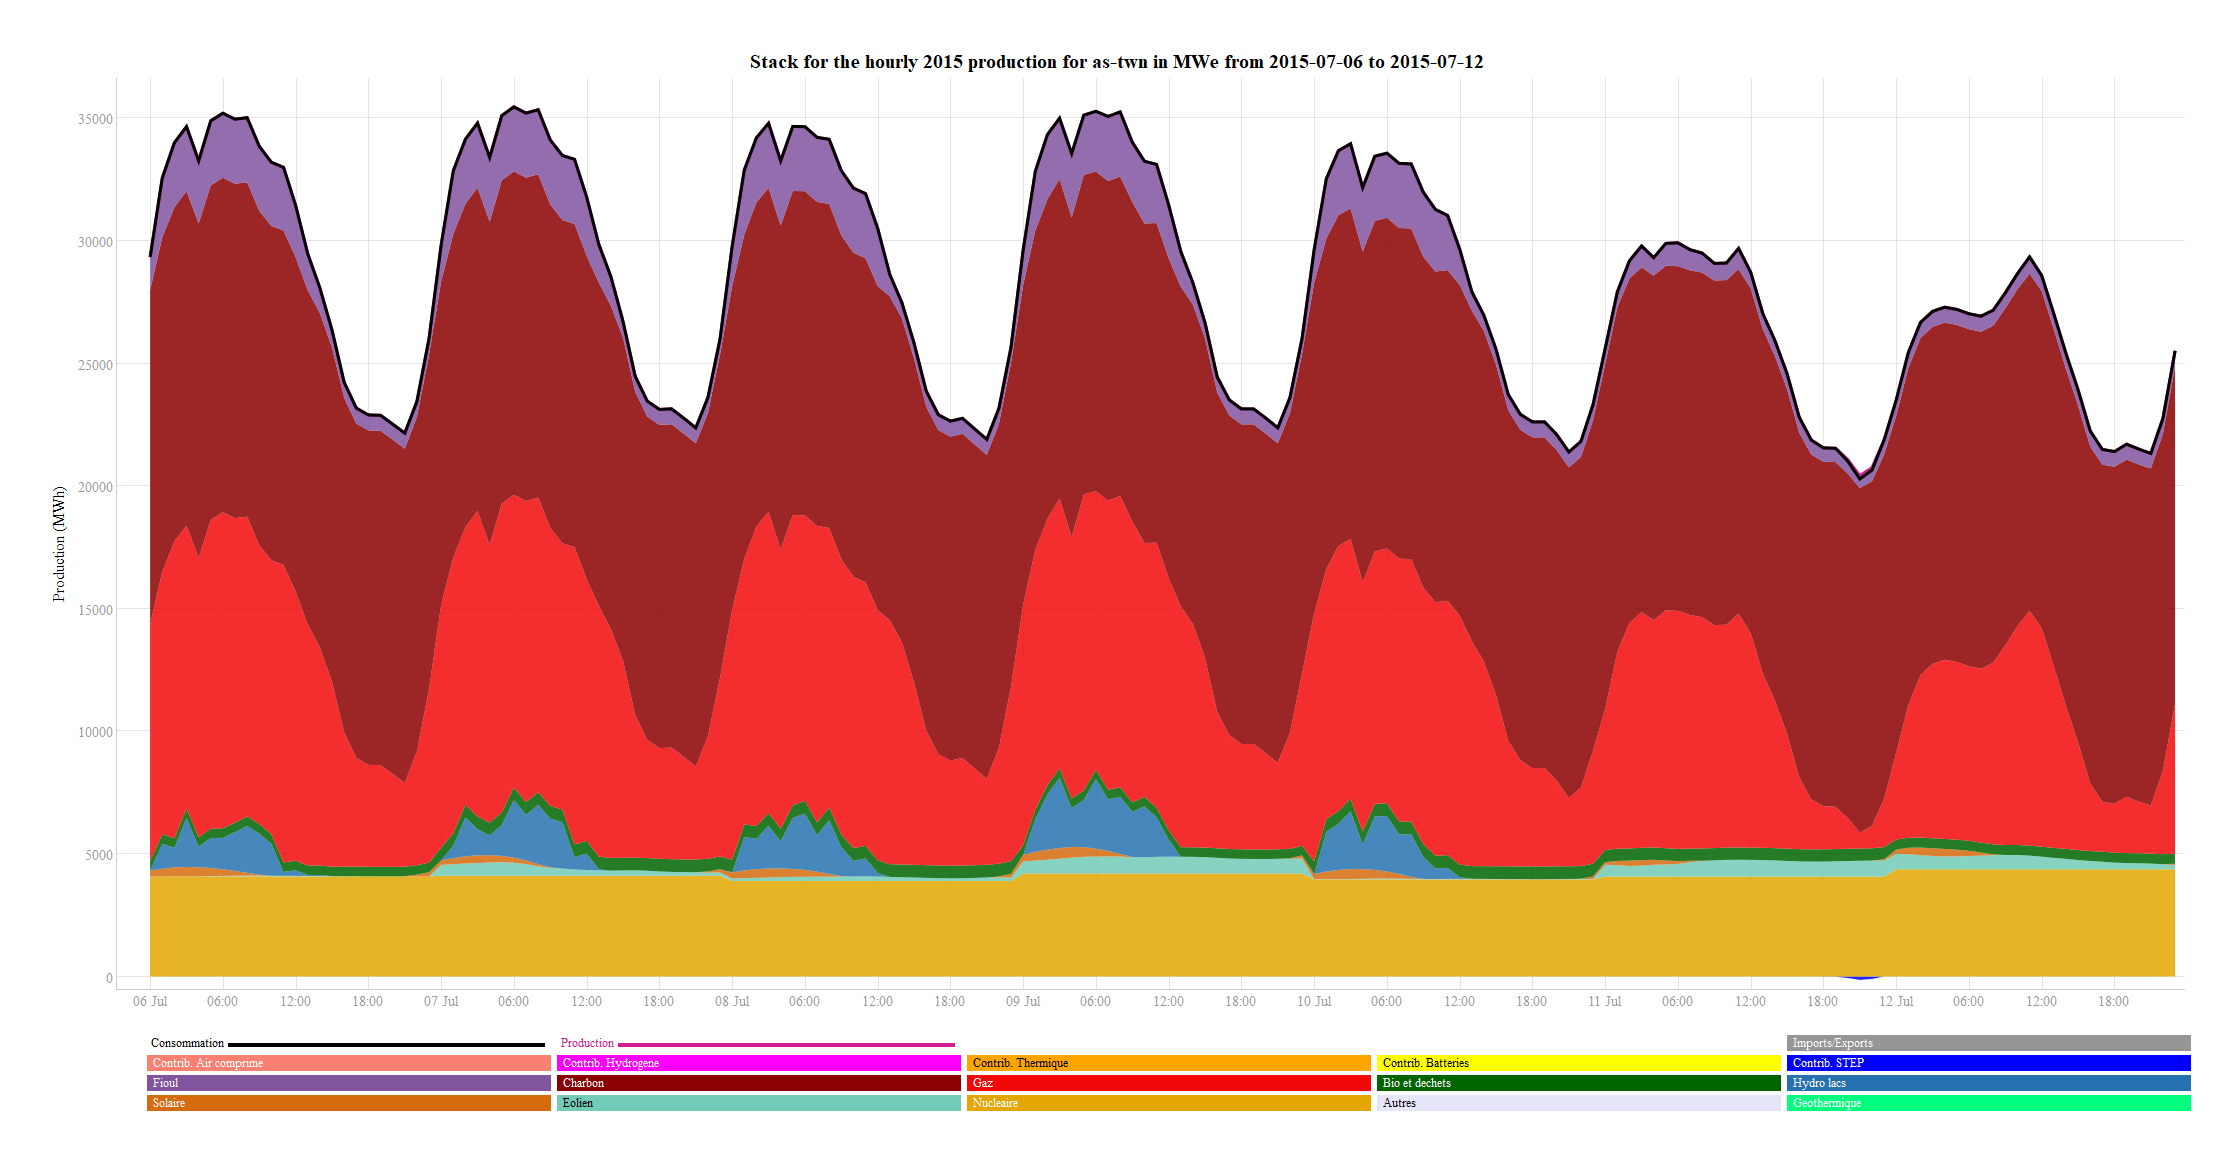 Stack for the hourly 2015 production for as-twn in MWe from 2015-07-06 to 2015-07-12
Production (MWh)
35000
30000
25000
20000
15000
10000
5000
0
06 Jul 06:00 12:00 18:00 07 Jul 06:00 12:00 18:00 08 Jul 06:00 12:00 18:00 09 Jul 06:00 12:00 18:00 10 Jul 06:00 12:00 18:00 11 Jul 06:00 12:00 18:00 12 Jul 06:00 12:00 18:00
Consommation Production Imports/Exports
Contrib. Air comprime Contrib. Hydrogene Contrib. Thermique Contrib. Batteries Contrib. STEP
Fioul Charbon Gaz Bio et dechets Hydro lacs
Solaire Eolien Nucleaire Autres Geothermique